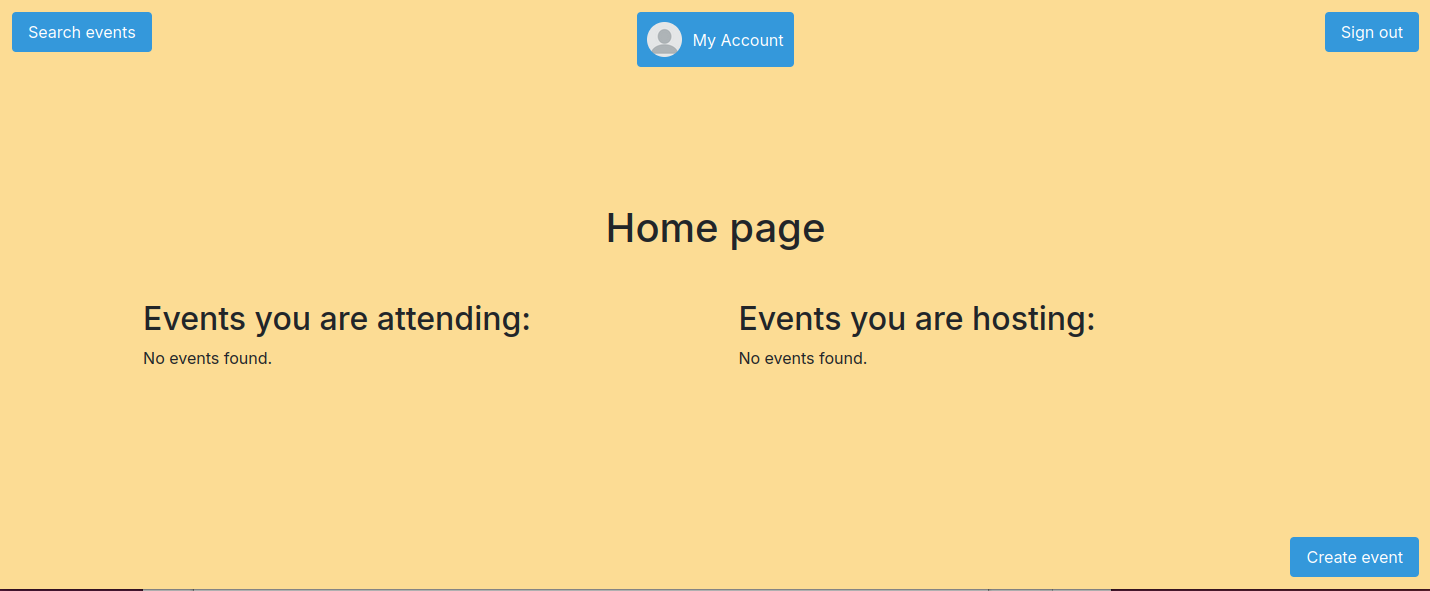 Search events
My Account
Sign out
Home page
Events you are attending:
No events found.
Events you are hosting:
No events found.
Create event